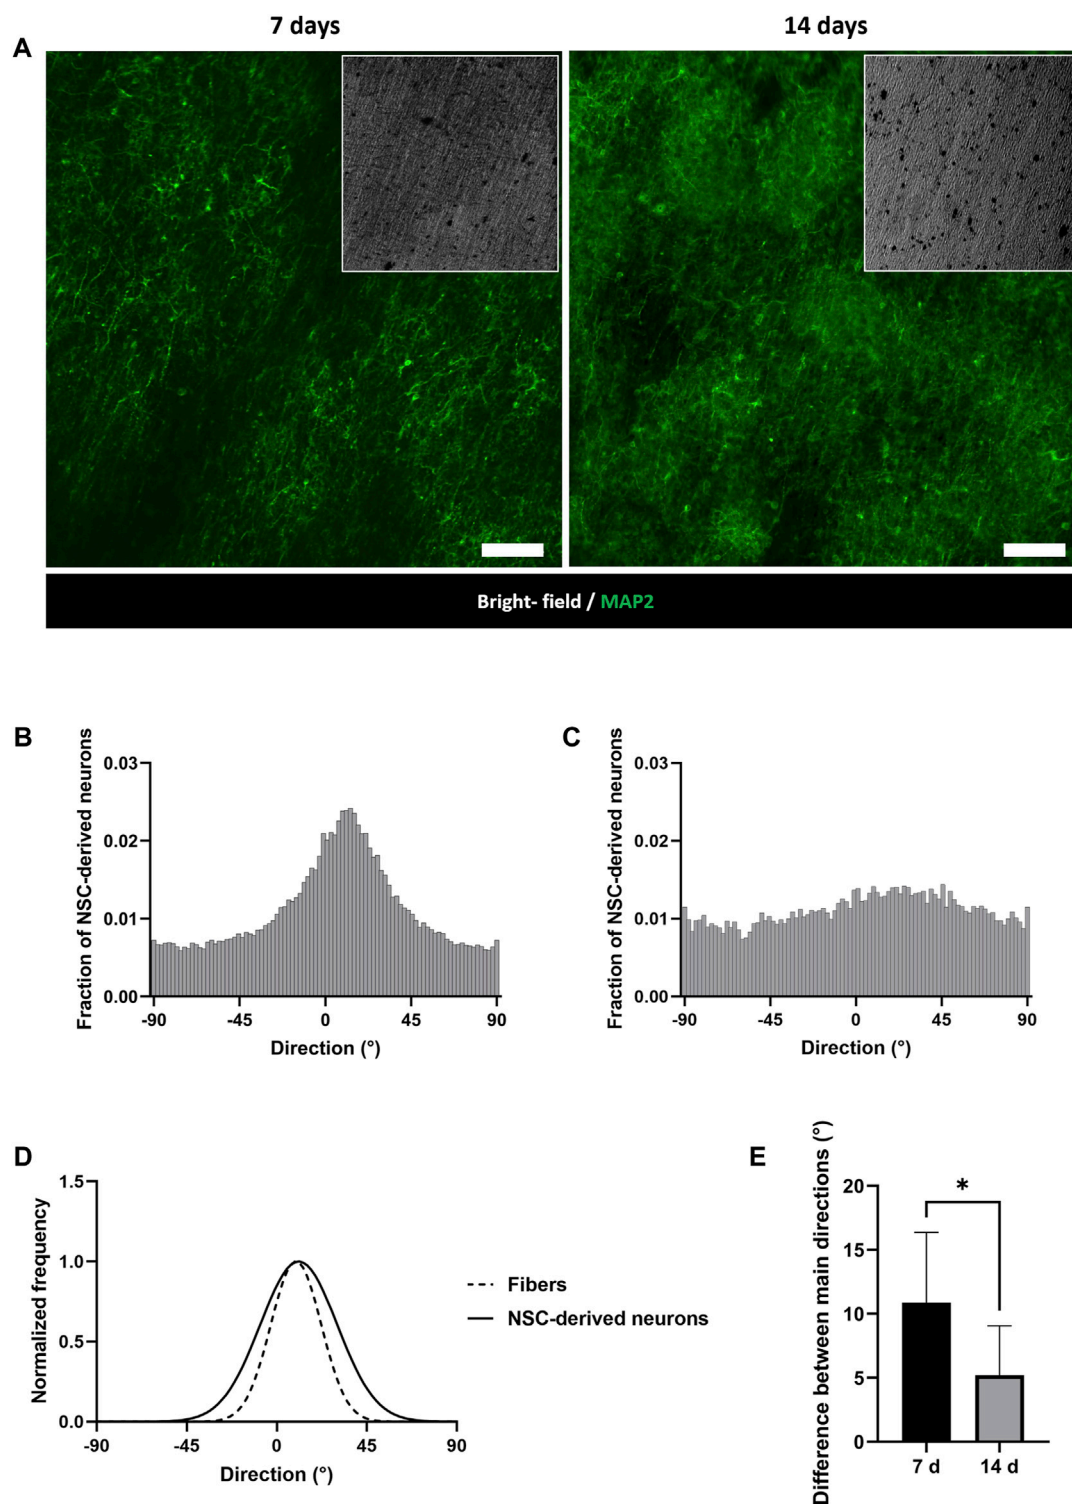 7 days
14 days
A
Bright- field / MAP2
B
Fraction of NSC-derived neurons
0.03
0.02
0.01
0.00
-90
-45
0
45
90
Direction (°)
C
Fraction of NSC-derived neurons
0.03
0.02
0.01
0.00
-90
-45
0
45
90
Direction (°)
D
Normalized frequency
1.5
1.0
0.5
0.0
-90
-45
0
45
90
Direction (°)
Fibers
NSC-derived neurons
E
Difference between main directions (°)
20
15
10
5
0
*
7 d
14 d